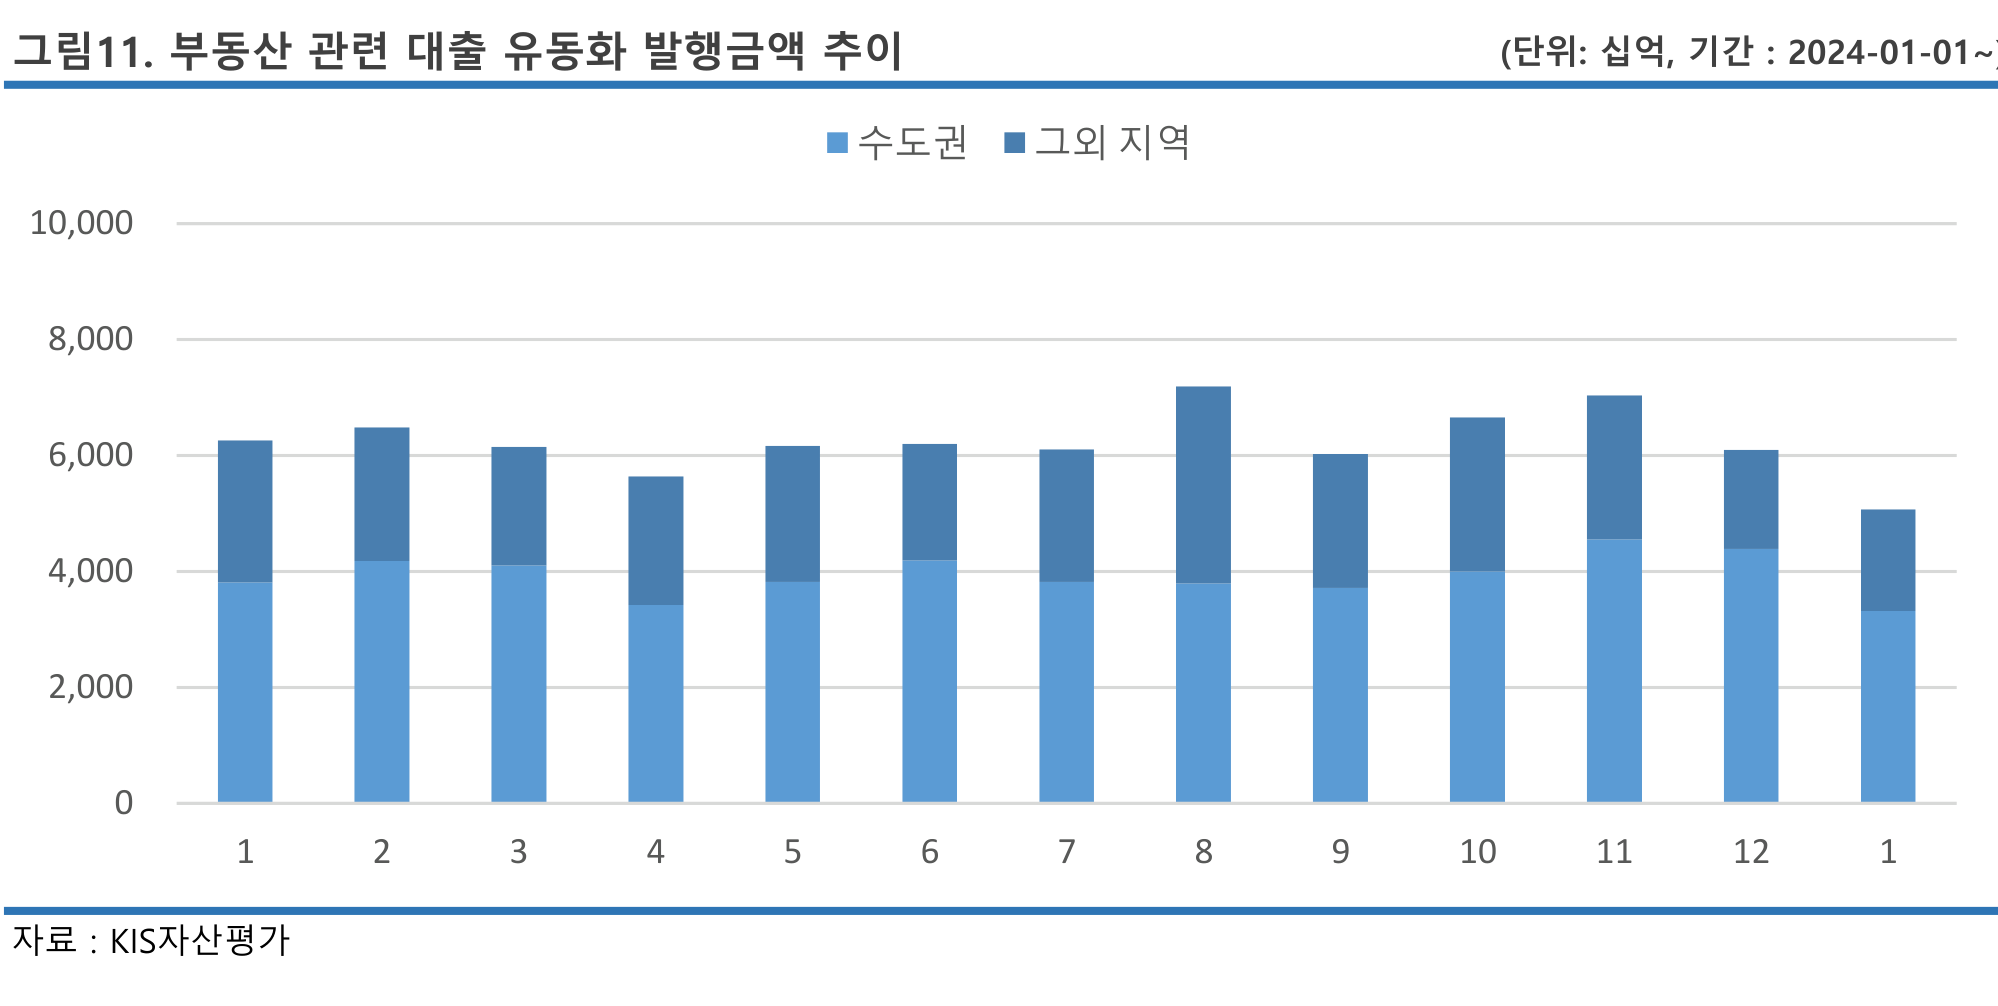 그림11. 부동산 관련 대출 유동화 발행금액 추이 (단위: 십억, 기간 : 2024-01-01~)
수도권 그외 지역
10,000
8,000
6,000
4,000
2,000
0
1 2 3 4 5 6 7 8 9 10 11 12 1
자료 : KIS자산평가